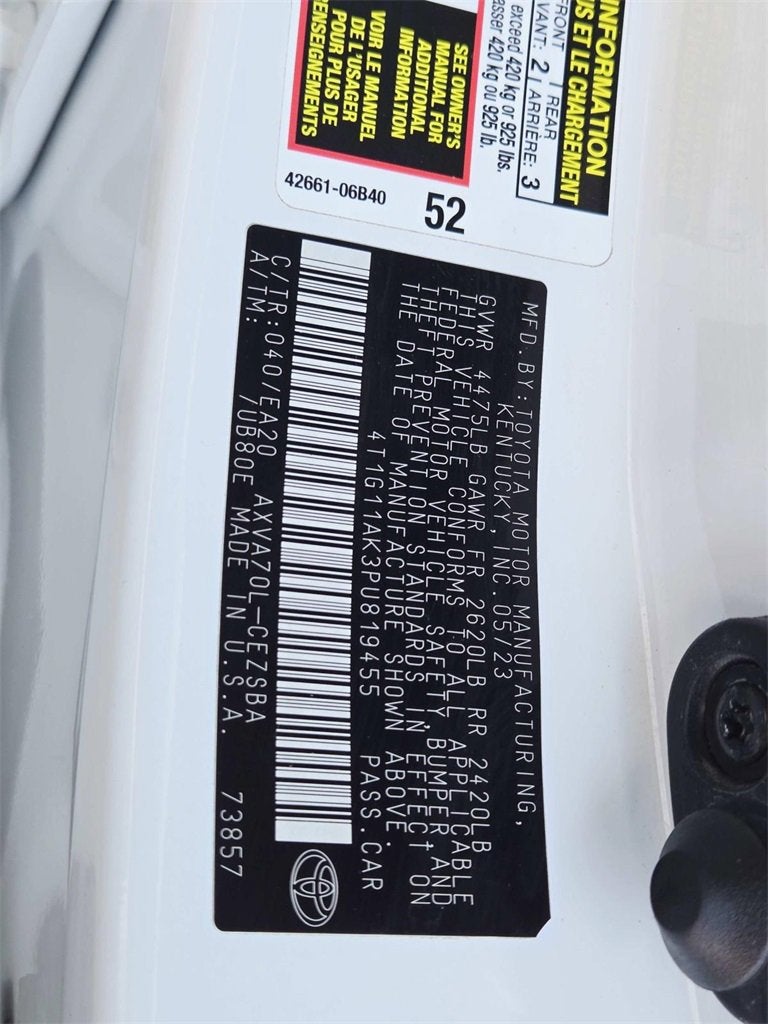 INFORMATION
US ET LE CHARGEMENT
FRONT | REAR
VANT: 2 | ARRIÈRE: 3
exceed 420 kg or 925 lbs.
asser 420 kg ou 925 lb.
SEE OWNER'S
MANUAL FOR
ADDITIONAL
INFORMATION
VOIR LE MANUEL
DE L'USAGER
POUR PLUS DE
RENSEIGNEMENTS
42661-06B40
52
MFD.BY:TOYOTA MOTOR MANUFACTURING,
KENTUCKY,INC.05/23
GVWR 4475LB GAWR FR 2620LB RR 2420LB
THIS VEHICLE CONFORMS TO ALL APPLICABLE
FEDERAL MOTOR VEHICLE SAFETY,BUMPER,AND
THEFT PREVENTION STANDARDS IN EFFECT ON
THE DATE OF MANUFACTURE SHOWN ABOVE.
4T1G11AK3PU819455 PASS.CAR
C/TR:040/EA20 AXVA70L-CEZSBA 73857
A/TM: /UB80E MADE IN U.S.A.